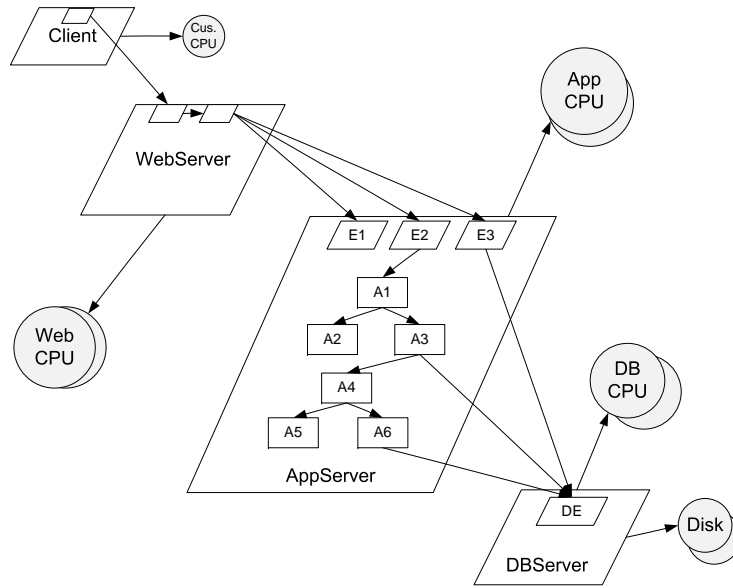 Client
Cus.
CPU
App
CPU
WebServer
E1
E2
E3
A1
Web
CPU
A2
A3
DB
CPU
A4
A5
A6
AppServer
DE
Disk
DBServer